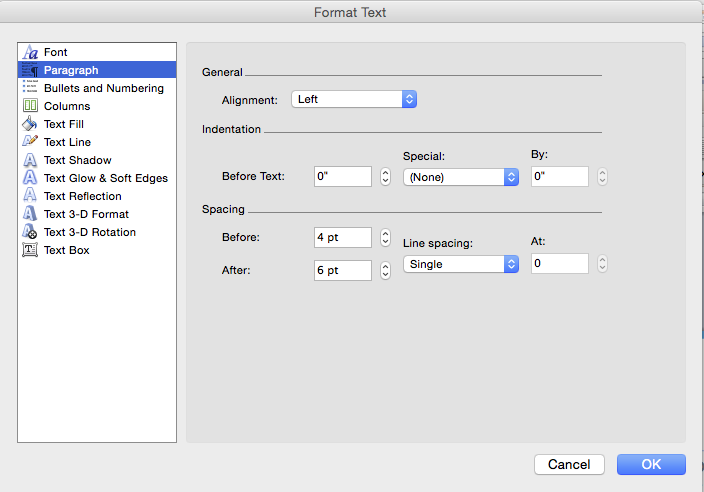 Format Text
Font
Paragraph
Bullets and Numbering
Columns
Text Fill
Text Line
Text Shadow
Text Glow & Soft Edges
Text Reflection
Text 3-D Format
Text 3-D Rotation
Text Box
General
Alignment: Left
Indentation
Special: By:
Before Text: 0" (None) 0"
Spacing
Before: 4 pt
Line spacing: At:
After: 6 pt Single 0
Cancel OK